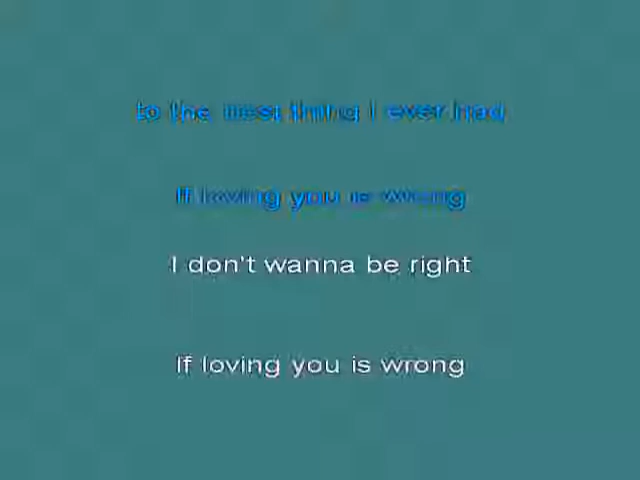 to the best thing I ever had
If loving you is wrong
I don't wanna be right
If loving you is wrong